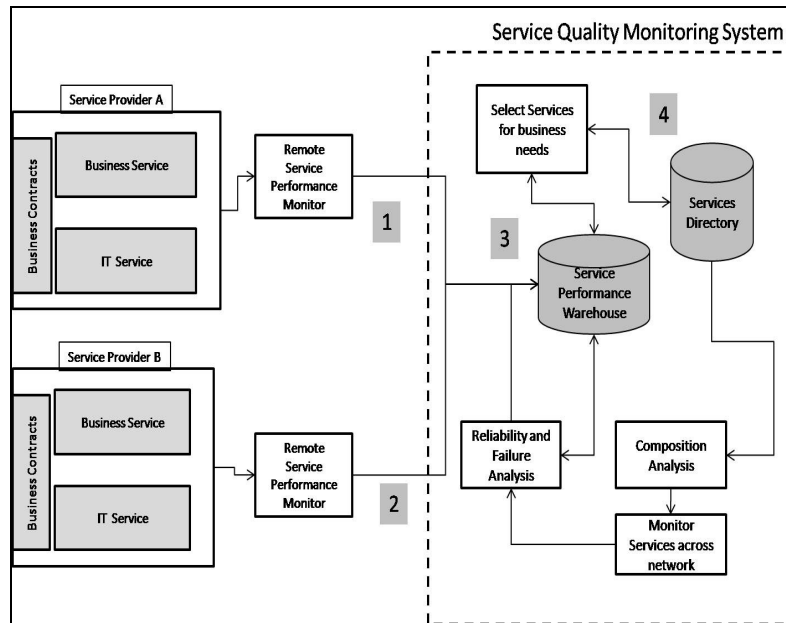 Service Quality Monitoring System
Service Provider A
Business Contracts
Business Service
IT Service
Remote
Service
Performance
Monitor
1
Select Services
for business
needs
4
Services
Directory
3
Service
Performance
Warehouse
Service Provider B
Business Contracts
Business Service
IT Service
Remote
Service
Performance
Monitor
2
Reliability and
Failure
Analysis
Composition
Analysis
Monitor
Services across
network